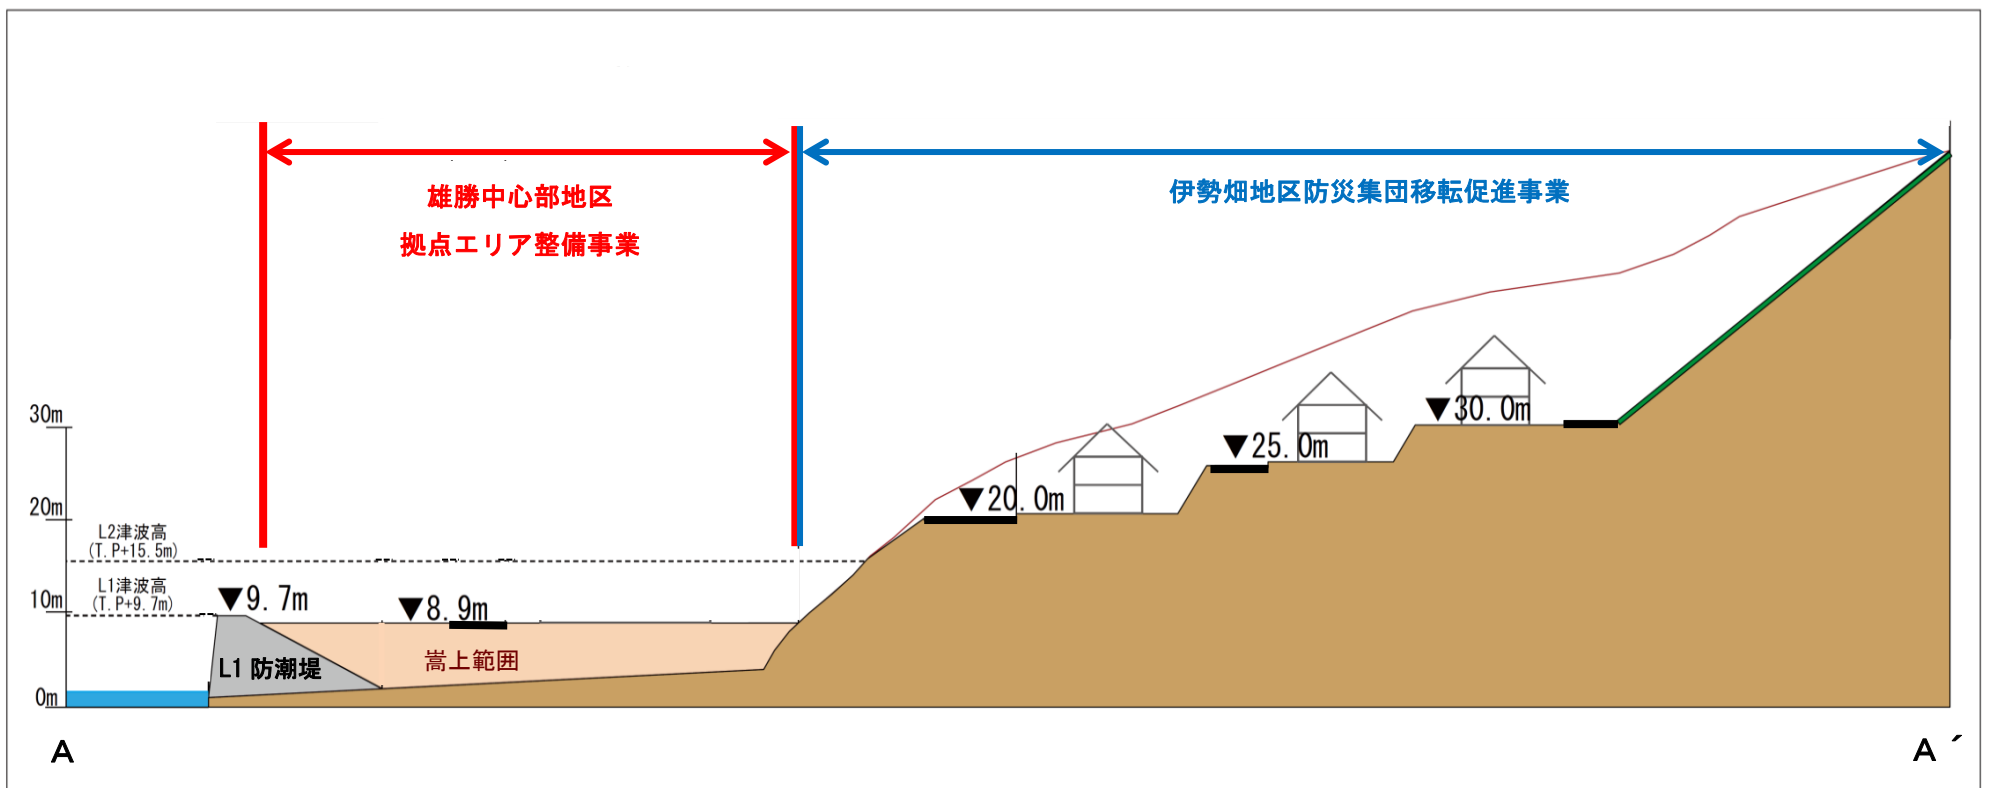 雄勝中心部地区
拠点エリア整備事業
伊勢畑地区防災集団移転促進事業
30m
▼30.0m
▼25.0m
20m
▼20.0m
L2津波高
(T.P+15.5m)
L1津波高
(T.P+9.7m)
10m
▼9.7m
▼8.9m
嵩上範囲
L1防潮堤
0m
A
A´